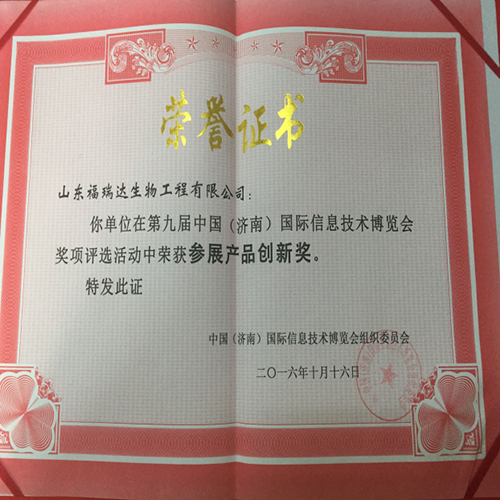 荣誉证书
山东福瑞达生物工程有限公司:
你单位在第九届中国(济南)国际信息技术博览会
奖项评选活动中荣获参展产品创新奖。
特发此证
中国(济南)国际信息技术博览会组织委员会
二〇一六年十月十六日